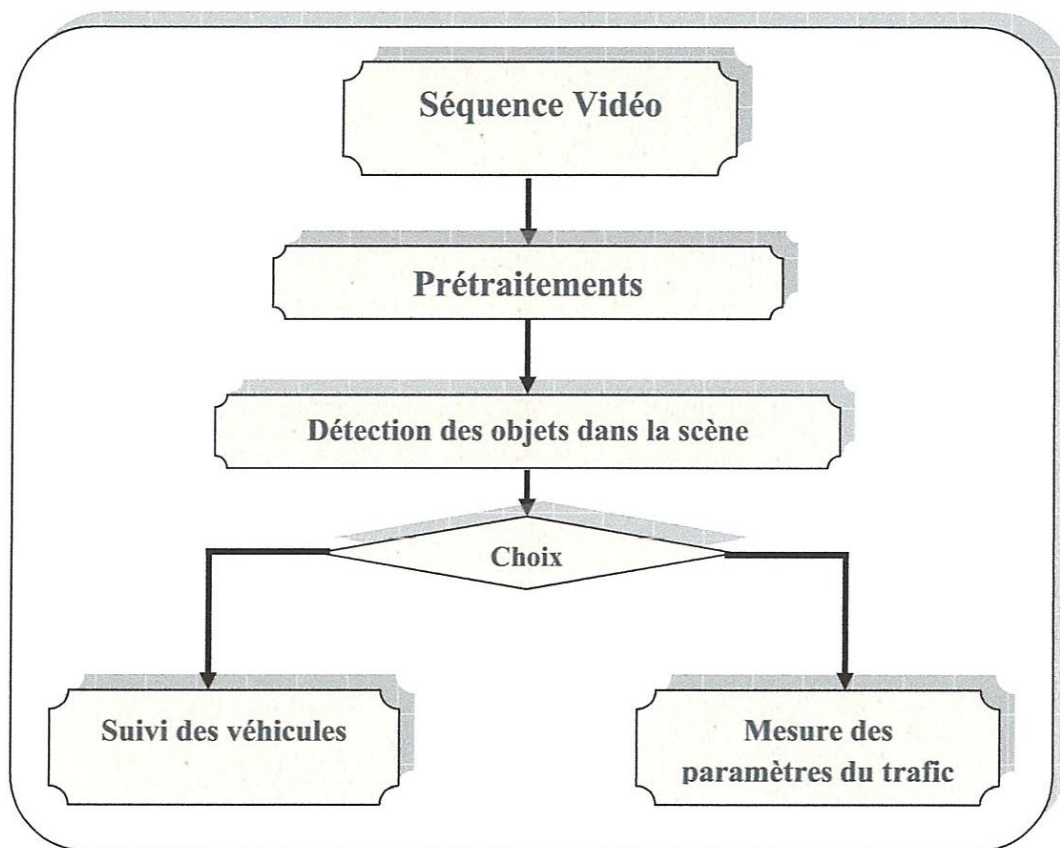 Séquence Vidéo
Prétraitements
Détection des objets dans la scène
Choix
Suivi des véhicules
Mesure des
paramètres du trafic